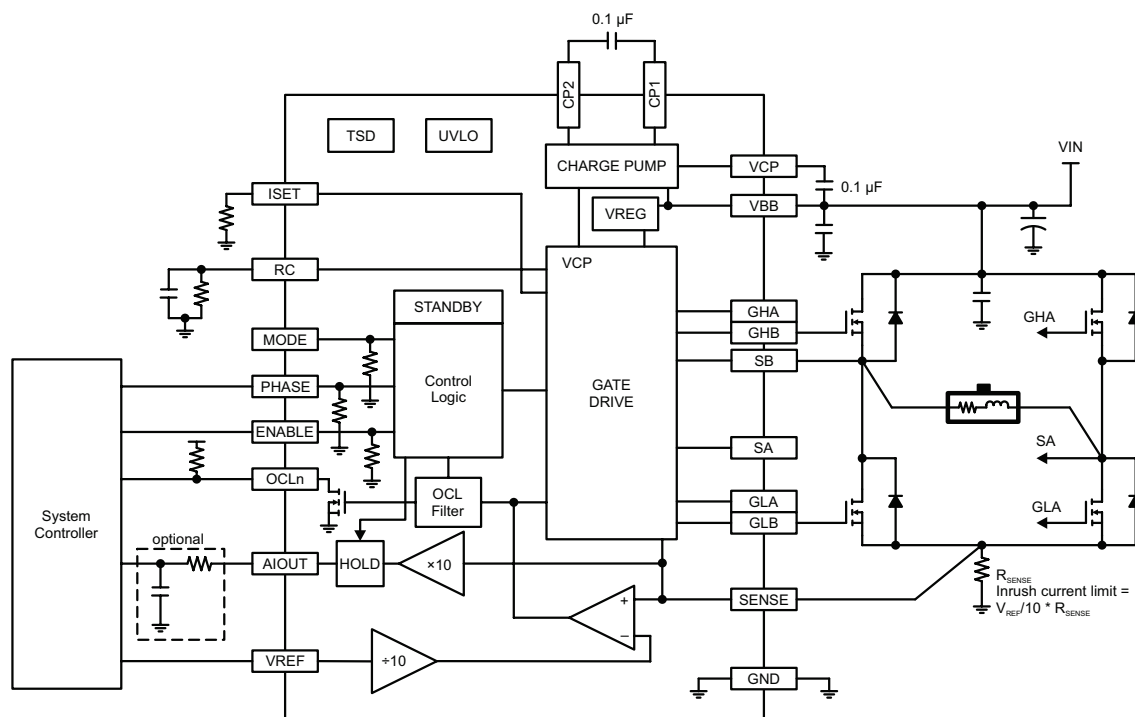 0.1 µF
CP2
CP1
TSD
UVLO
CHARGE PUMP
VCP
VIN
0.1 µF
ISET
VREG
VBB
VCP
RC
STANDBY
GHA
GHA
GHB
MODE
SB
Control
Logic
GATE
DRIVE
PHASE
ENABLE
SA
SA
OCLn
OCL
Filter
GLA
GLA
GLB
System
Controller
optional
AIOUT
HOLD
×10
RSENSE
Inrush current limit =
VREF/10 * RSENSE
SENSE
+
–
VREF
÷10
GND